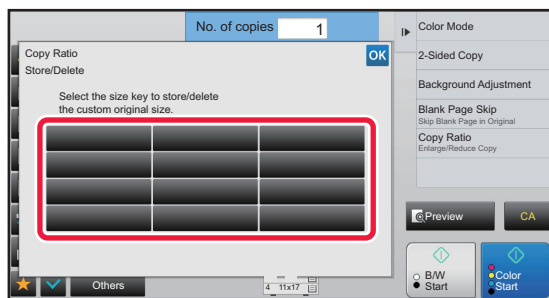 No. of copies 1
Copy Ratio
Store/Delete
OK
Select the size key to store/delete
the custom original size.
Color Mode
2-Sided Copy
Background Adjustment
Blank Page Skip
Skip Blank Page in Original
Copy Ratio
Enlarge/Reduce Copy
Preview
CA
Others
4 11x17
B/W
Start
Color
Start